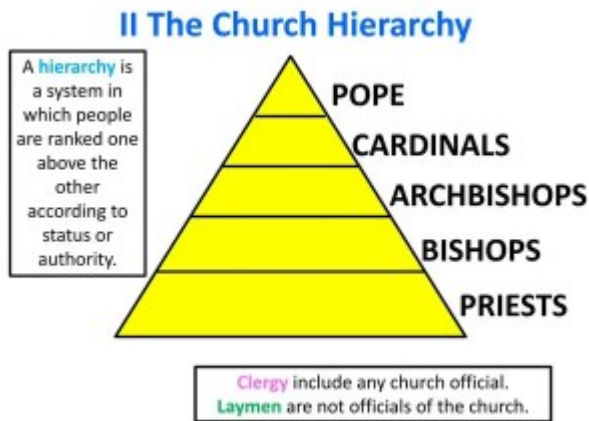 II The Church Hierarchy
A hierarchy is
a system in
which people
are ranked one
above the
other
according to
status or
authority.
POPE
CARDINALS
ARCHBISHOPS
BISHOPS
PRIESTS
Clergy include any church official.
Laymen are not officials of the church.